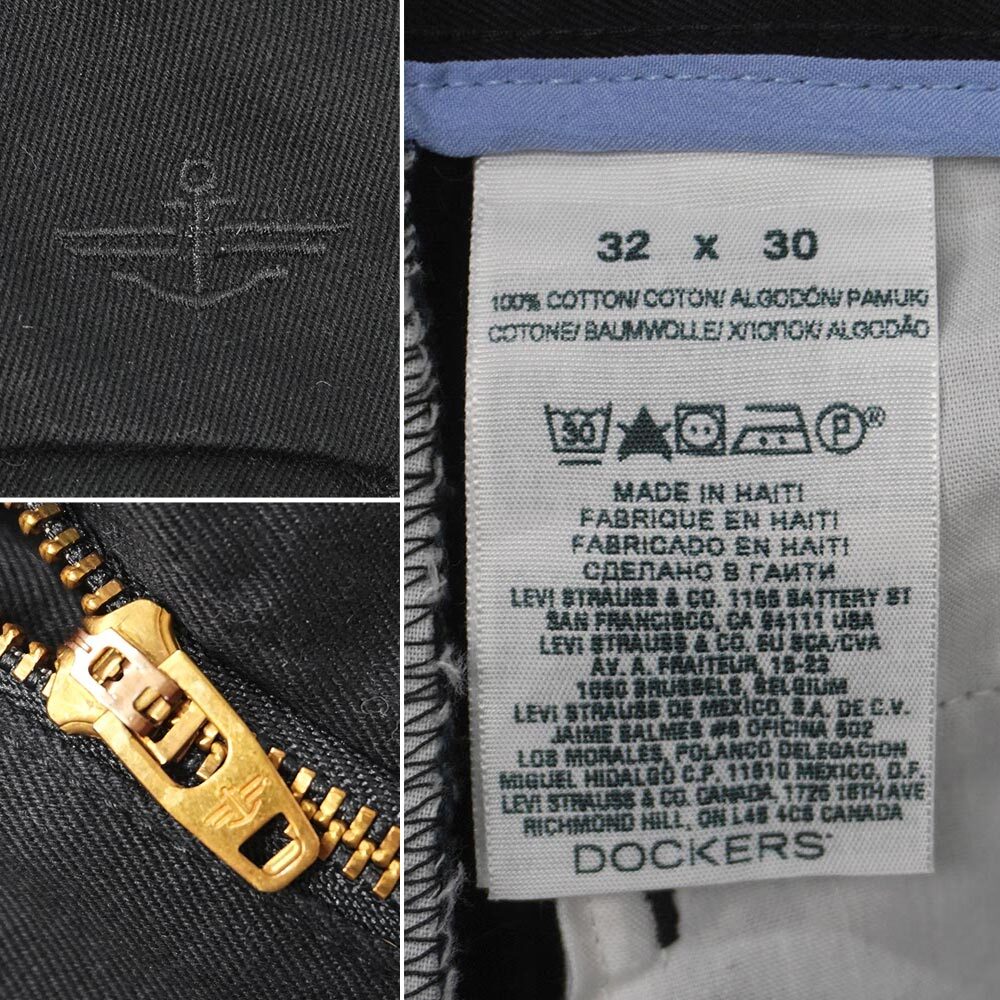 32 x 30
100% COTTON/ COTON/ ALGODÓN/ PAMUK/
COTONE/ BAUMWOLLE/ ХЛОПОК/ ALGODÃO
30 P ®
MADE IN HAITI
FABRIQUE EN HAITI
FABRICADO EN HAITI
СДЕЛАНО В ГАИТИ
LEVI STRAUSS & CO. 1155 BATTERY ST
SAN FRANCISCO, CA 94111 USA
LEVI STRAUSS & CO. EU SCA/CVA
AV. A. FRAITEUR, 15-23
1050 BRUSSELS, BELGIUM
LEVI STRAUSS DE MEXICO, S.A. DE C.V.
JAIME BALMES #8 OFICINA 502
LOS MORALES, POLANCO DELEGACION
MIGUEL HIDALGO C.P. 11510 MEXICO, D.F.
LEVI STRAUSS & CO. CANADA, 1725 16TH AVE
RICHMOND HILL, ON L4B 4C6 CANADA
DOCKERS